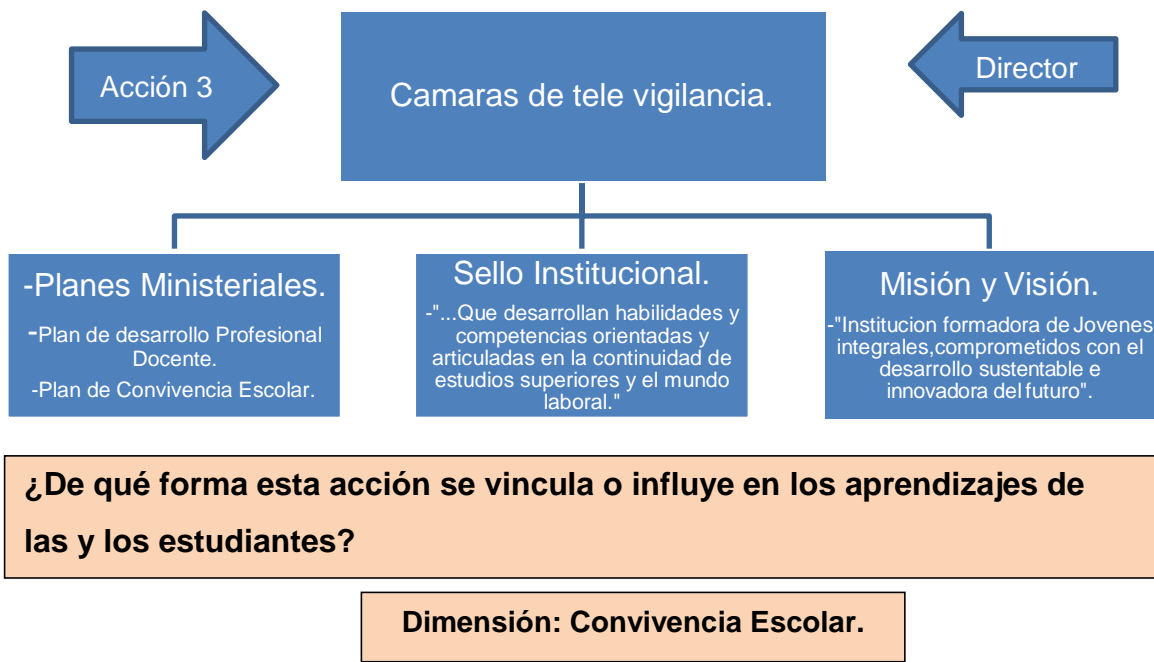 Acción 3
Camaras de tele vigilancia.
Director
-Planes Ministeriales.
-Plan de desarrollo Profesional
Docente.
-Plan de Convivencia Escolar.
Sello Institucional.
-"...Que desarrollan habilidades y
competencias orientadas y
articuladas en la continuidad de
estudios superiores y el mundo
laboral."
Misión y Visión.
-"Institucion formadora de Jovenes
integrales,comprometidos con el
desarrollo sustentable e
innovadora del futuro".
¿De qué forma esta acción se vincula o influye en los aprendizajes de
las y los estudiantes?
Dimensión: Convivencia Escolar.